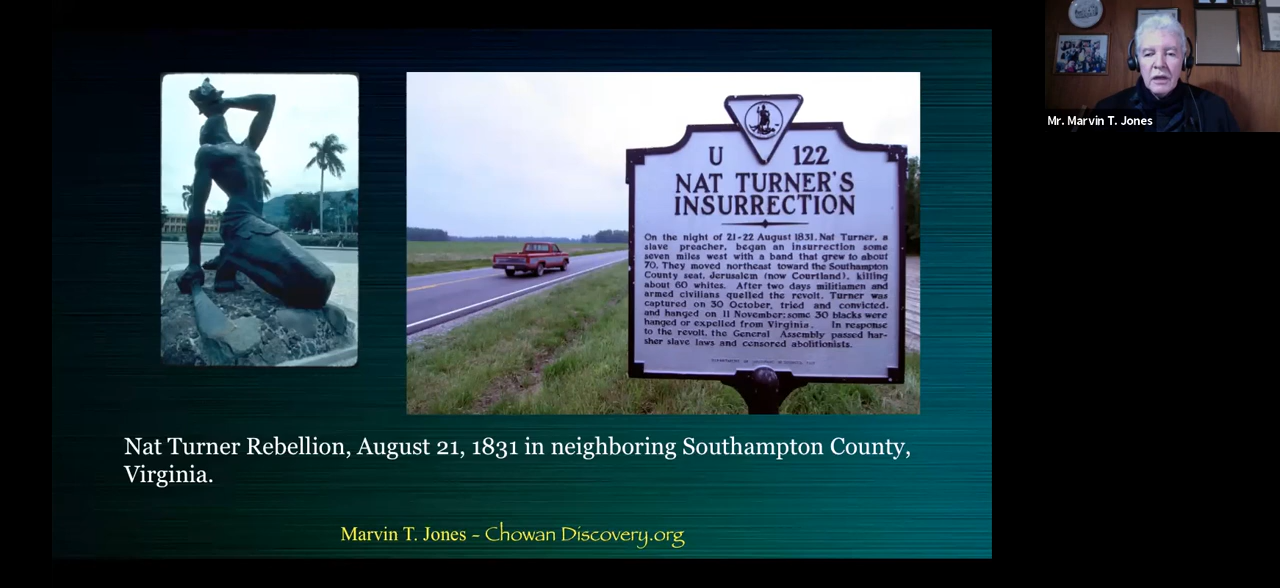 U 122
NAT TURNER'S
INSURRECTION
On the night of 21-22 August 1831, Nat Turner, a
slave preacher, began an insurrection some
seven miles west with a band that grew to about
70. They moved northeast toward the Southampton
County seat, Jerusalem (now Courtland), killing
about 60 whites. After two days militiamen and
armed civilians quelled the revolt. Turner was
captured on 30 October, tried and convicted,
and hanged on 11 November; some 30 blacks were
hanged or expelled from Virginia. In response
to the revolt, the General Assembly passed har-
sher slave laws and censored abolitionists.
Nat Turner Rebellion, August 21, 1831 in neighboring Southampton County,
Virginia.
Marvin T. Jones - Chowan Discovery.org
Mr. Marvin T. Jones